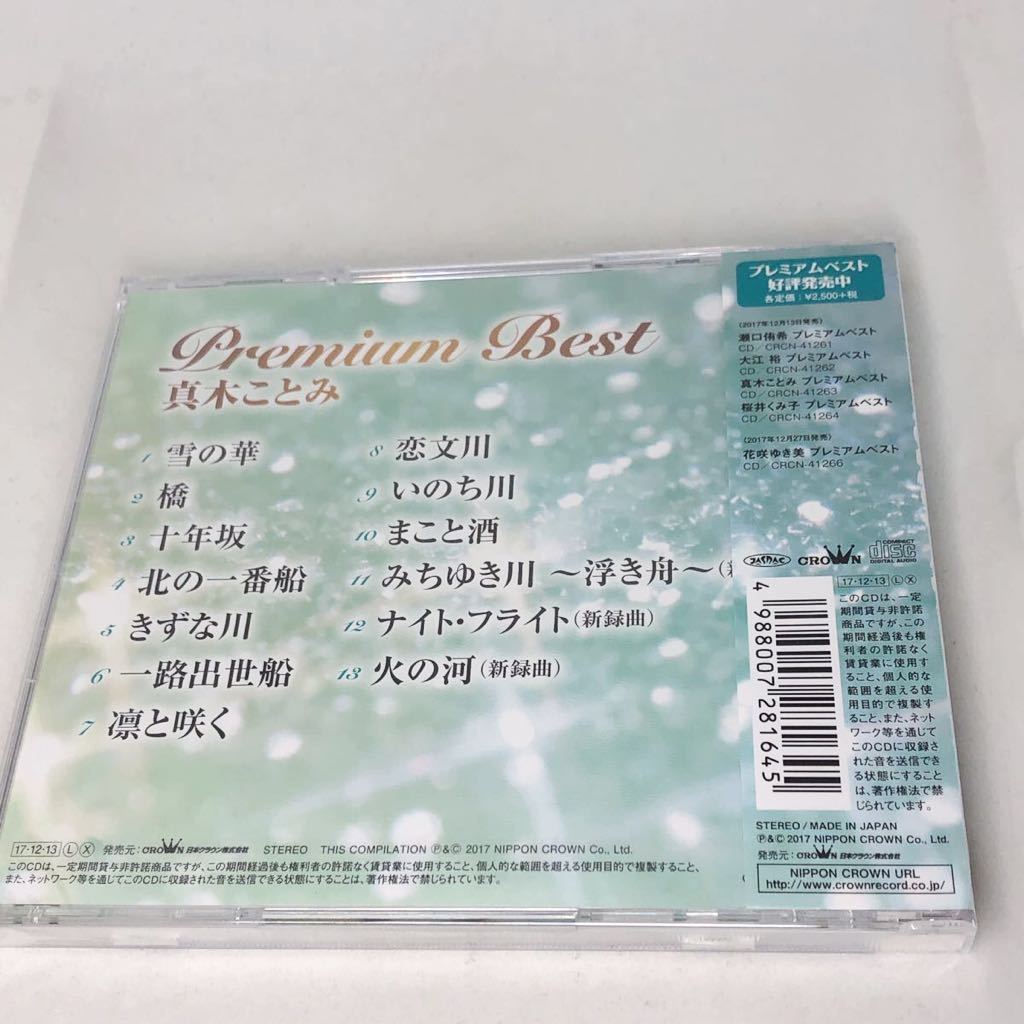 Premium Best
真木ことみ
1 雪の華
2 橋
3 十年坂
4 北の一番船
5 きずな川
6 一路出世船
7 凛と咲く
8 恋文川
9 いのち川
10 まこと酒
11 みちゆき川 〜浮き舟〜(
12 ナイト・フライト(新録曲)
13 火の河(新録曲)
17・12・13 L X 発売元: CROWN 日本クラウン株式会社 STEREO THIS COMPILATION ℗&© 2017 NIPPON CROWN Co., Ltd.
このCDは、一定期間貸与非許諾商品ですが、この期間経過後も権利者の許諾なく賃貸業に使用すること、個人的な範囲を超える使用目的で複製すること、
また、ネットワーク等を通じてこのCDに収録された音を送信できる状態にすることは、著作権法で禁じられています。
プレミアムベスト
好評発売中
各定価:¥2,500+税
(2017年12月13日発売)
瀬口侑希 プレミアムベスト
CD/CRCN-41261
大江 裕 プレミアムベスト
CD/CRCN-41262
真木ことみ プレミアムベスト
CD/CRCN-41263
桜井くみ子 プレミアムベスト
CD/CRCN-41264
(2017年12月27日発売)
花咲ゆき美 プレミアムベスト
CD/CRCN-41266
JASRAC CROWN COMPACT disc DIGITAL AUDIO
4 988007 281645
17・12・13 L X
このCDは、一定
期間貸与非許諾
商品ですが、この
期間経過後も権
利者の許諾なく
賃貸業に使用す
ること、個人的な
範囲を超える使
用目的で複製す
ること、また、ネット
ワーク等を通じて
このCDに収録され
た音を送信できる
状態にすることは
、著作権法で禁
じられています。
STEREO/MADE IN JAPAN
℗&© 2017 NIPPON CROWN Co., Ltd.
発売元: CROWN 日本クラウン株式会社
NIPPON CROWN URL
http://www.crownrecord.co.jp/